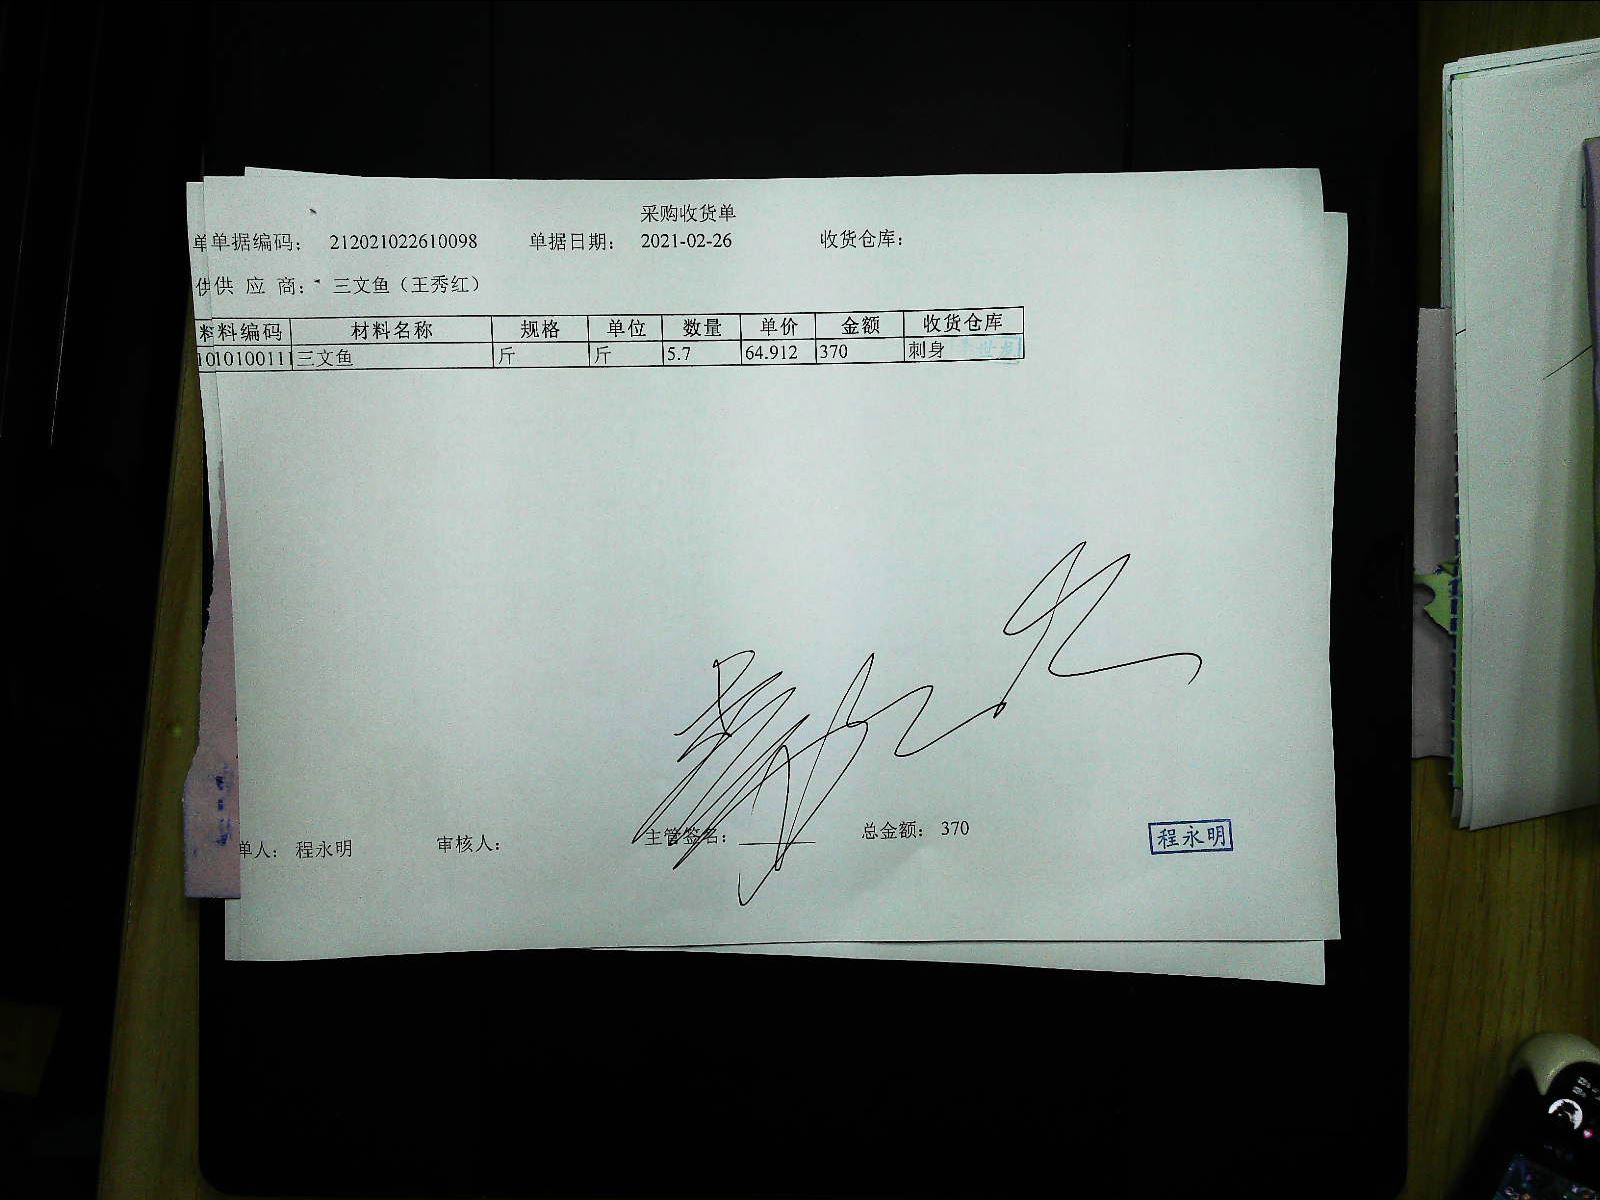 采购收货单
单据编码： 212021022610098 单据日期： 2021-02-26 收货仓库：
供 应 商： 三文鱼（王秀红）
料编码 材料名称 规格 单位 数量 单价 金额 收货仓库
10100111 三文鱼 斤 斤 5.7 64.912 370 刺身
单人： 程永明 审核人： 主管签名： 总金额： 370 程永明